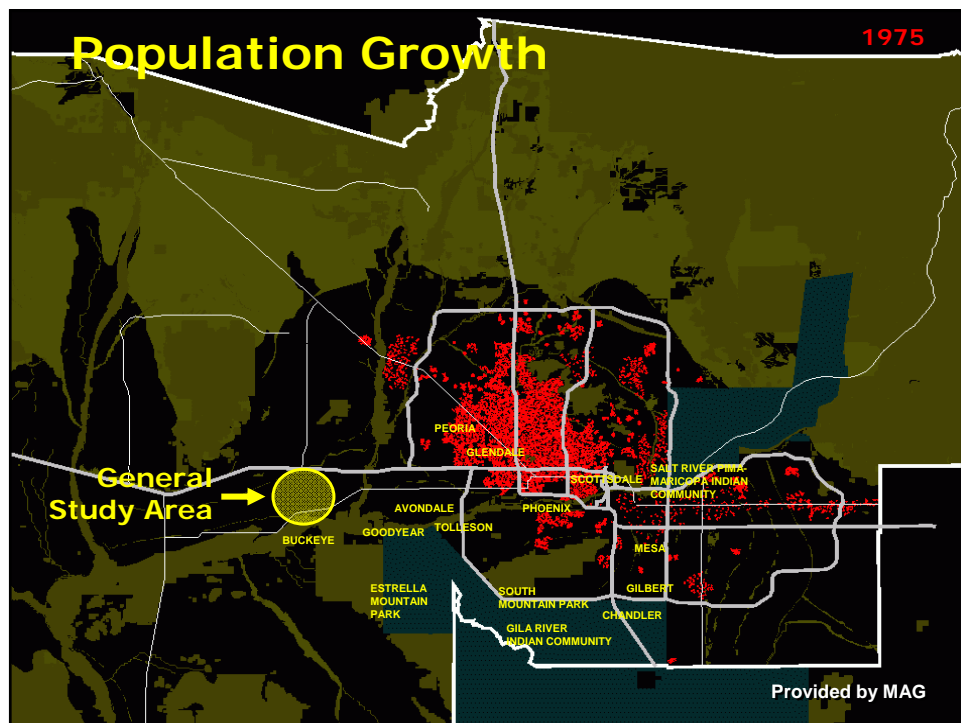 Population Growth
1975
PEORIA
GLENDALE
SCOTTSDALE
SALT RIVER PIMA-
MARICOPA INDIAN
COMMUNITY
General
Study Area
AVONDALE
PHOENIX
GOODYEAR
TOLLESON
BUCKEYE
MESA
ESTRELLA
MOUNTAIN
PARK
SOUTH
MOUNTAIN PARK
GILBERT
CHANDLER
GILA RIVER
INDIAN COMMUNITY
Provided by MAG